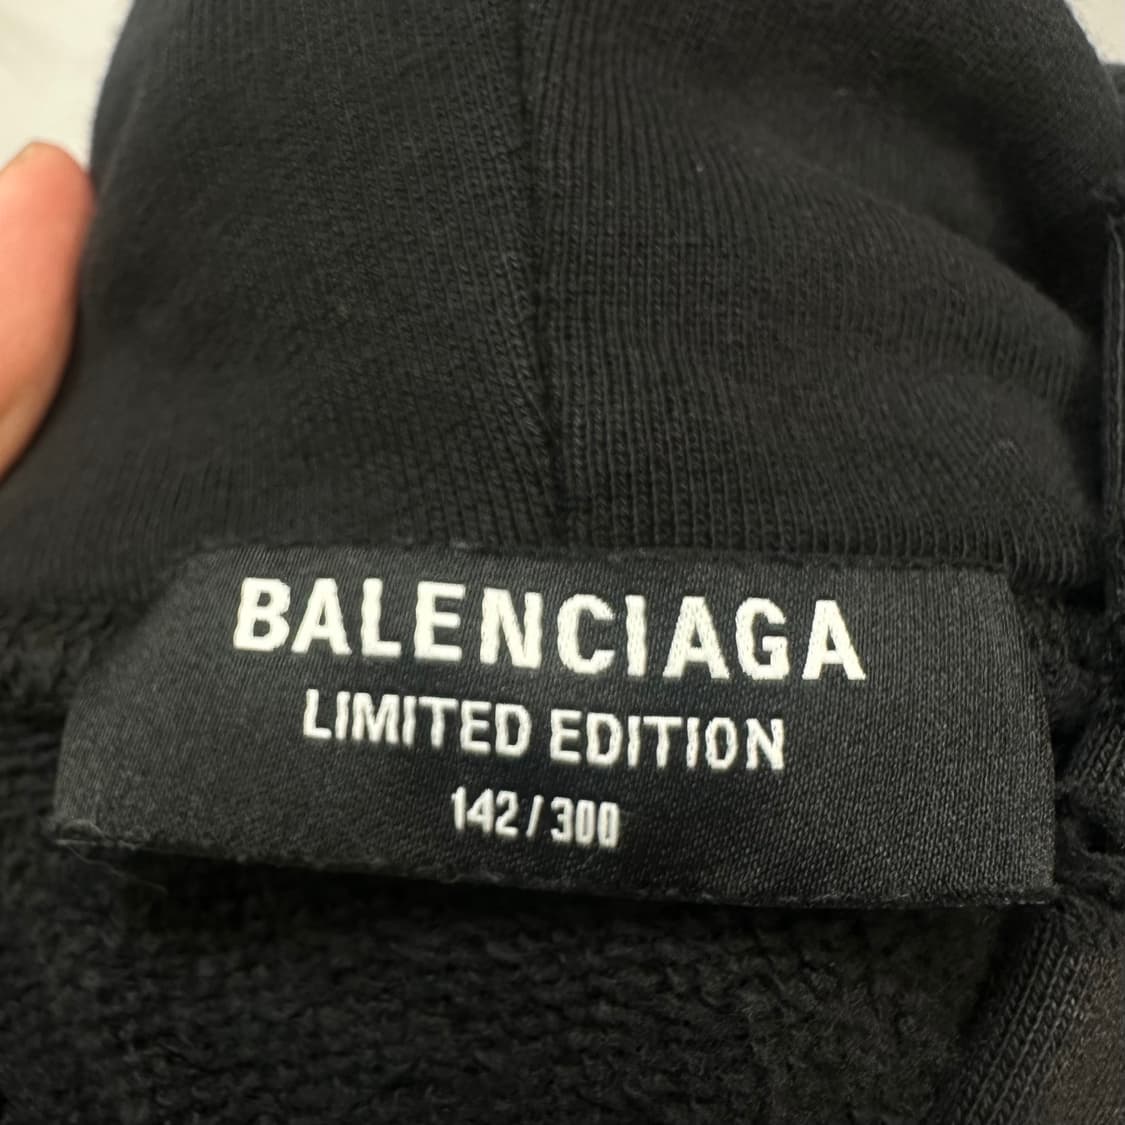 BALENCIAGA
LIMITED EDITION
142/300